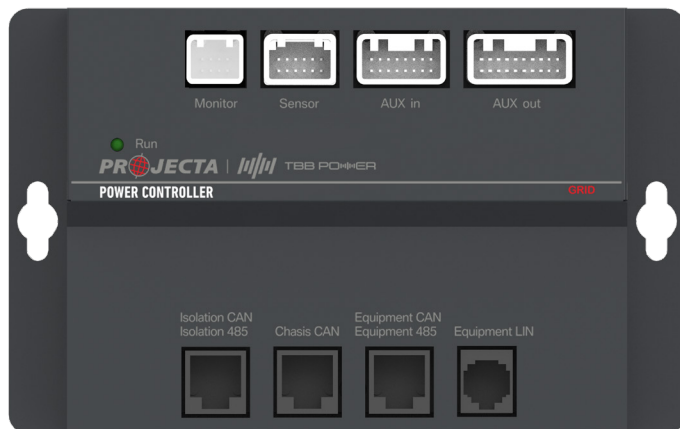 Monitor Sensor AUX in AUX out
Run
PROJECTA | TBB POWER
POWER CONTROLLER GRID
Isolation CAN
Isolation 485
Chasis CAN
Equipment CAN
Equipment 485
Equipment LIN